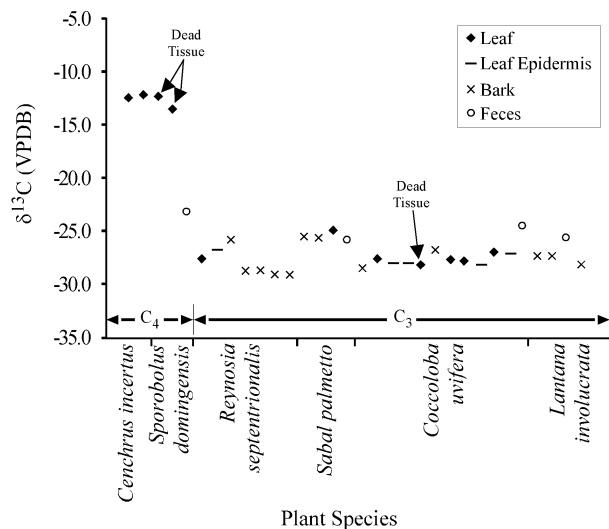 -5.0
-10.0
-15.0
-20.0
-25.0
-30.0
-35.0
δ13C (VPDB)
Dead
Tissue
Dead
Tissue
Leaf
Leaf Epidermis
Bark
Feces
C4
C3
Cenchrus incertus
Sporobolus
domingensis
Reynosia
septentrionalis
Sabal palmetto
Coccoloba
uvifera
Lantana
involucrata
Plant Species